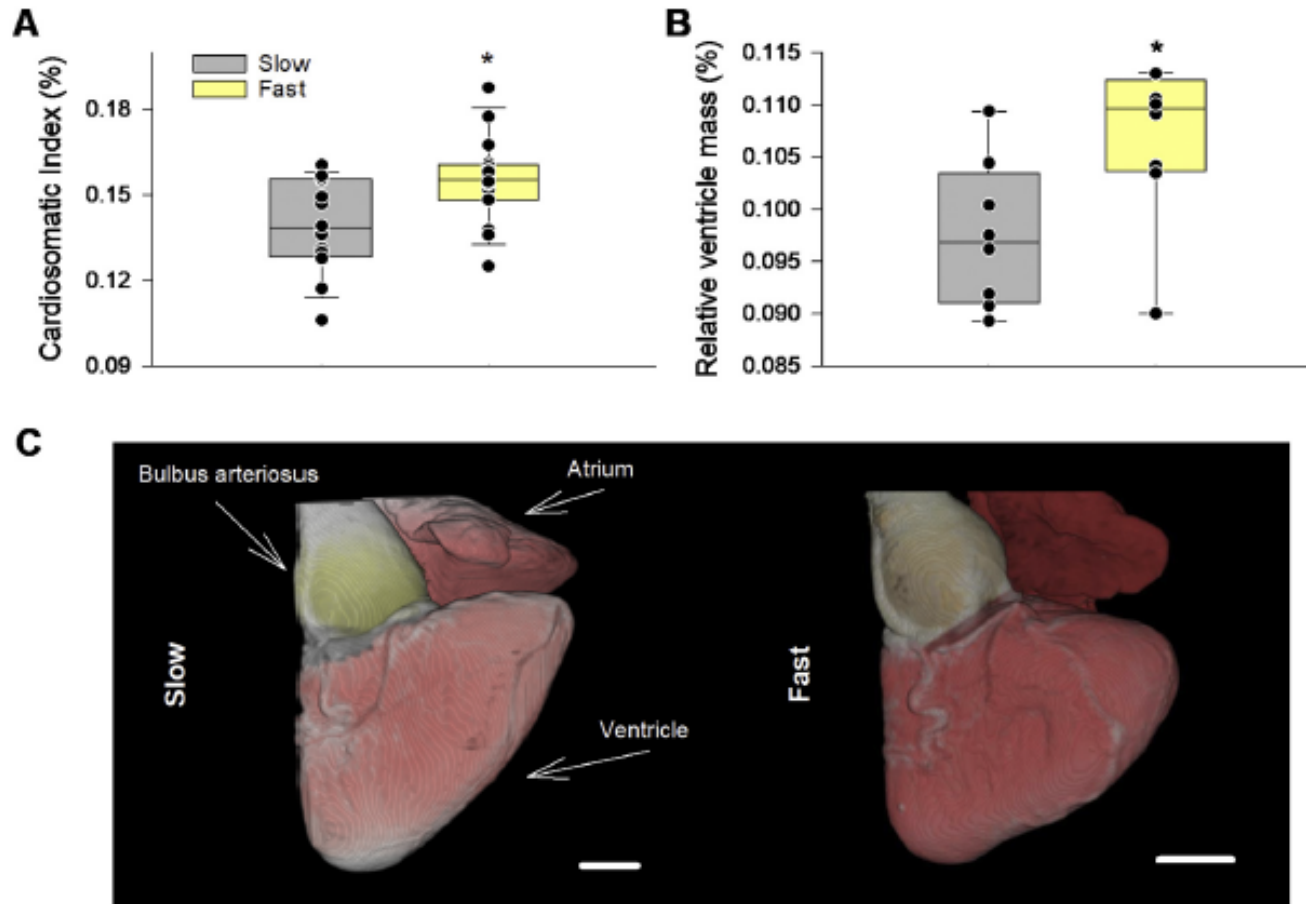 A
Cardiosomatic Index (%)
0.18
0.15
0.12
0.09
Slow
Fast
*
B
Relative ventricle mass (%)
0.115
0.110
0.105
0.100
0.095
0.090
0.085
*
C
Bulbus arteriosus
Atrium
Slow
Ventricle
Fast